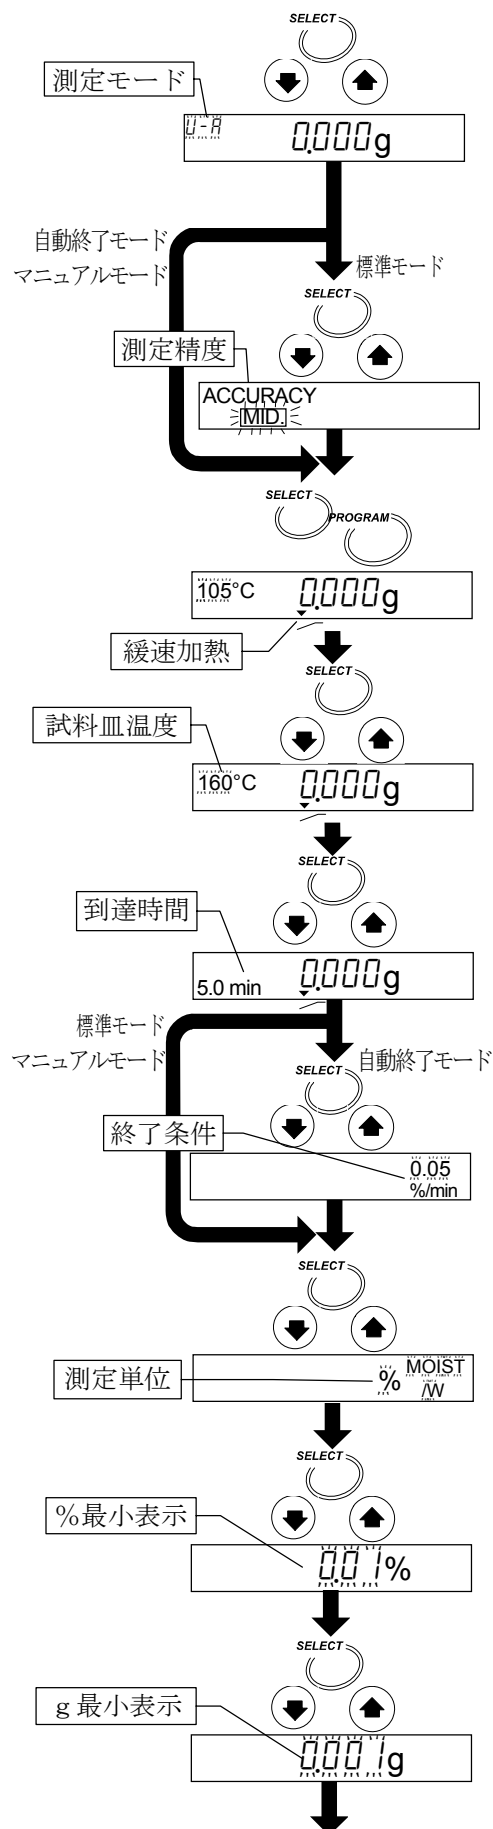 SELECT
測定モード
U-A 0.000g
自動終了モード
マニュアルモード
標準モード
SELECT
測定精度
ACCURACY
MID.
SELECT
PROGRAM
105°C 0.000g
緩速加熱
SELECT
試料皿温度
160°C 0.000g
SELECT
到達時間
5.0 min 0.000g
標準モード
マニュアルモード
自動終了モード
SELECT
終了条件
0.05
%/min
SELECT
測定単位
% MOIST
/W
SELECT
%最小表示
0.01%
SELECT
g最小表示
0.001g